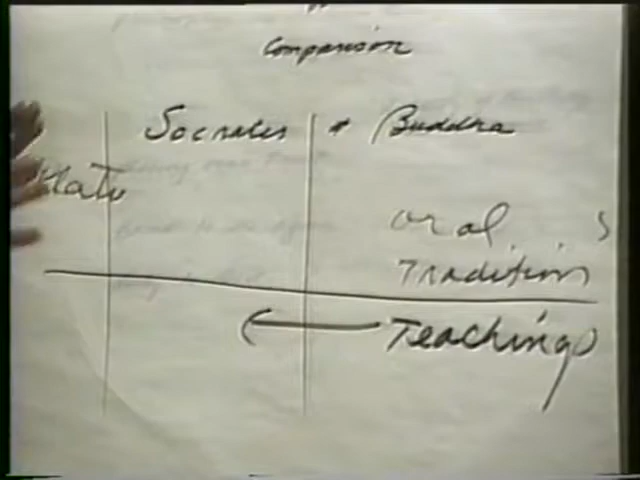 Comparison
Socrates * Buddha
Plato
oral
Tradition
Teachings